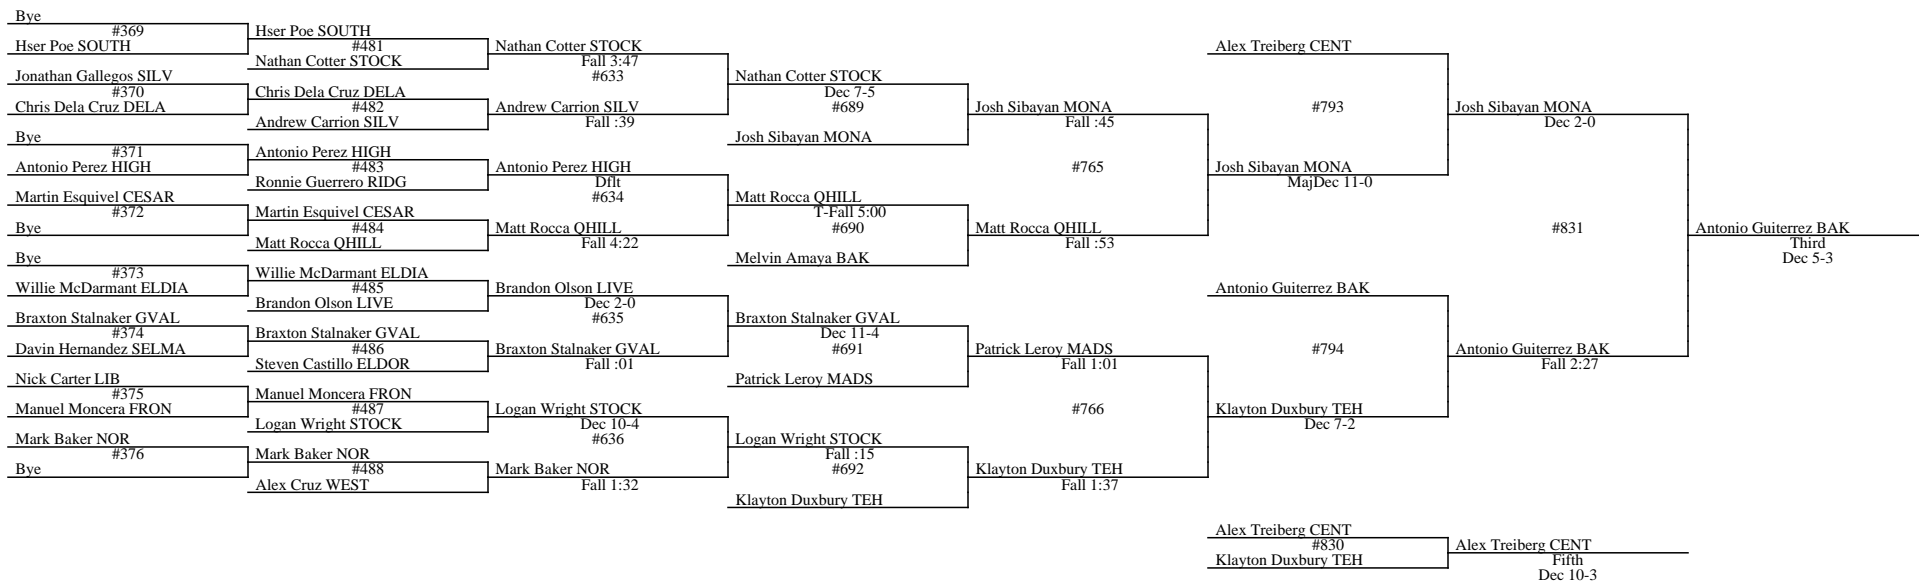 Bye
#369
Hser Poe SOUTH
Jonathan Gallegos SILV
#370
Chris Dela Cruz DELA
Bye
#371
Antonio Perez HIGH
Martin Esquivel CESAR
#372
Bye
Bye
#373
Willie McDarmant ELDIA
Braxton Stalnaker GVAL
#374
Davin Hernandez SELMA
Nick Carter LIB
#375
Manuel Moncera FRON
Mark Baker NOR
#376
Bye
Hser Poe SOUTH
#481
Nathan Cotter STOCK
Chris Dela Cruz DELA
#482
Andrew Carrion SILV
Antonio Perez HIGH
#483
Ronnie Guerrero RIDG
Martin Esquivel CESAR
#484
Matt Rocca QHILL
Willie McDarmant ELDIA
#485
Brandon Olson LIVE
Braxton Stalnaker GVAL
#486
Steven Castillo ELDOR
Manuel Moncera FRON
#487
Logan Wright STOCK
Mark Baker NOR
#488
Alex Cruz WEST
Nathan Cotter STOCK
Fall 3:47
#633
Andrew Carrion SILV
Fall :39
Antonio Perez HIGH
Dflt
#634
Matt Rocca QHILL
Fall 4:22
Brandon Olson LIVE
Dec 2-0
#635
Braxton Stalnaker GVAL
Fall :01
Logan Wright STOCK
Dec 10-4
#636
Mark Baker NOR
Fall 1:32
Nathan Cotter STOCK
Dec 7-5
#689
Josh Sibayan MONA
Matt Rocca QHILL
T-Fall 5:00
#690
Melvin Amaya BAK
Braxton Stalnaker GVAL
Dec 11-4
#691
Patrick Leroy MADS
Logan Wright STOCK
Fall :15
#692
Klayton Duxbury TEH
Josh Sibayan MONA
Fall :45
#765
Matt Rocca QHILL
Fall :53
Patrick Leroy MADS
Fall 1:01
#766
Klayton Duxbury TEH
Fall 1:37
Alex Treiberg CENT
#793
Josh Sibayan MONA
MajDec 11-0
Antonio Guiterrez BAK
#794
Klayton Duxbury TEH
Dec 7-2
Josh Sibayan MONA
Dec 2-0
#831
Antonio Guiterrez BAK
Fall 2:27
Antonio Guiterrez BAK
Third
Dec 5-3
Alex Treiberg CENT
#830
Klayton Duxbury TEH
Alex Treiberg CENT
Fifth
Dec 10-3